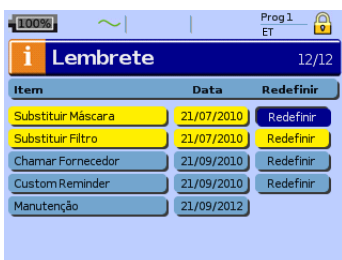 100% Prog 1
ET
i Lembrete 12/12
Item Data Redefinir
Substituir Máscara 21/07/2010 Redefinir
Substituir Filtro 21/07/2010 Redefinir
Chamar Fornecedor 21/09/2010 Redefinir
Custom Reminder 21/09/2010 Redefinir
Manutenção 21/09/2012